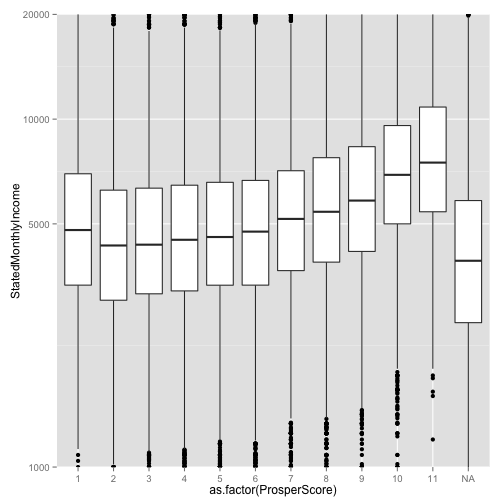 20000
10000
5000
1000
StatedMonthlyIncome
1 2 3 4 5 6 7 8 9 10 11 NA
as.factor(ProsperScore)